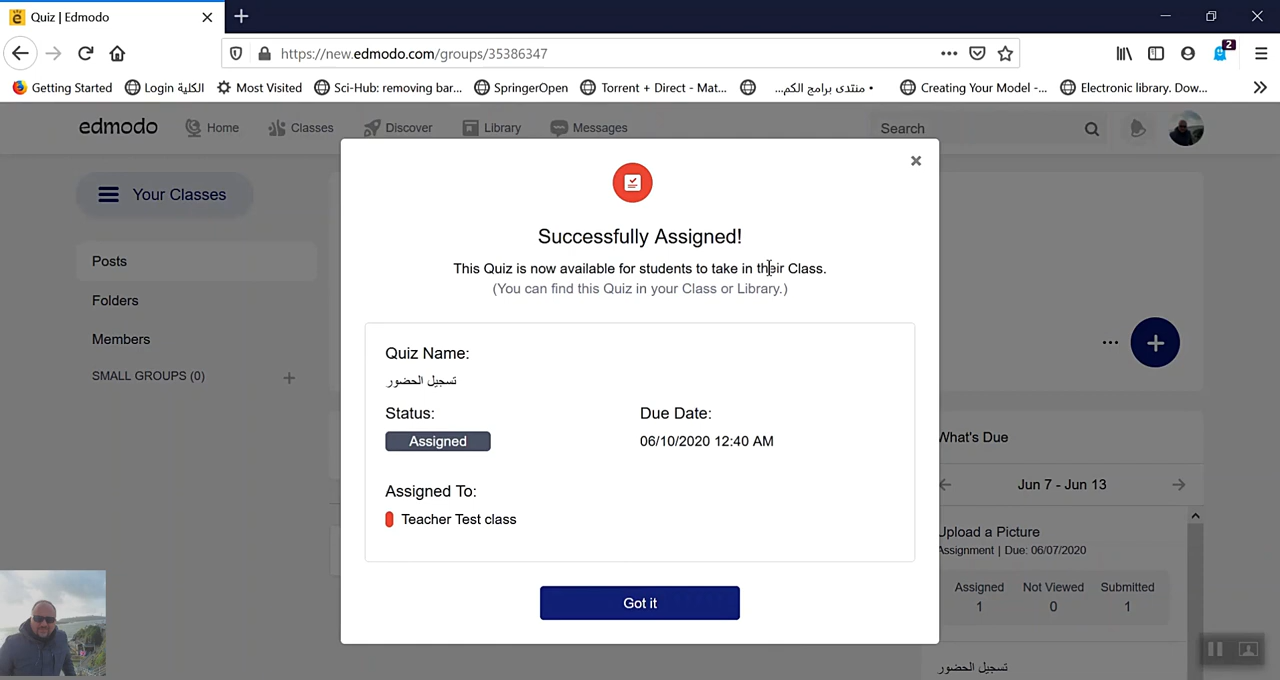 Quiz | Edmodo
https://new.edmodo.com/groups/35386347
2
Getting Started
Login الكلية
Most Visited
Sci-Hub: removing bar...
SpringerOpen
Torrent + Direct - Mat...
• منتدى برامج الكم...
Creating Your Model -...
Electronic library. Dow...
edmodo
Home
Classes
Discover
Library
Messages
Search
Your Classes
Posts
Folders
Members
SMALL GROUPS (0)
Successfully Assigned!
This Quiz is now available for students to take in their Class.
(You can find this Quiz in your Class or Library.)
Quiz Name:
تسجيل الحضور
Status:
Assigned
Due Date:
06/10/2020 12:40 AM
Assigned To:
Teacher Test class
Got it
What's Due
Jun 7 - Jun 13
Upload a Picture
Assignment | Due: 06/07/2020
Assigned Not Viewed Submitted
1 0 1
تسجيل الحضور